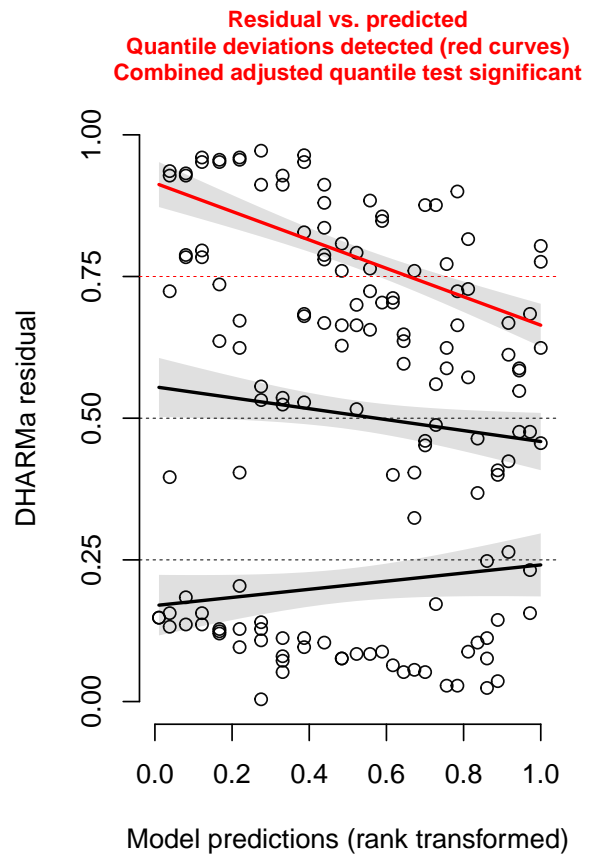 Residual vs. predicted
Quantile deviations detected (red curves)
Combined adjusted quantile test significant
1.00
0.75
0.50
0.25
0.00
DHARMa residual
0.0 0.2 0.4 0.6 0.8 1.0
Model predictions (rank transformed)